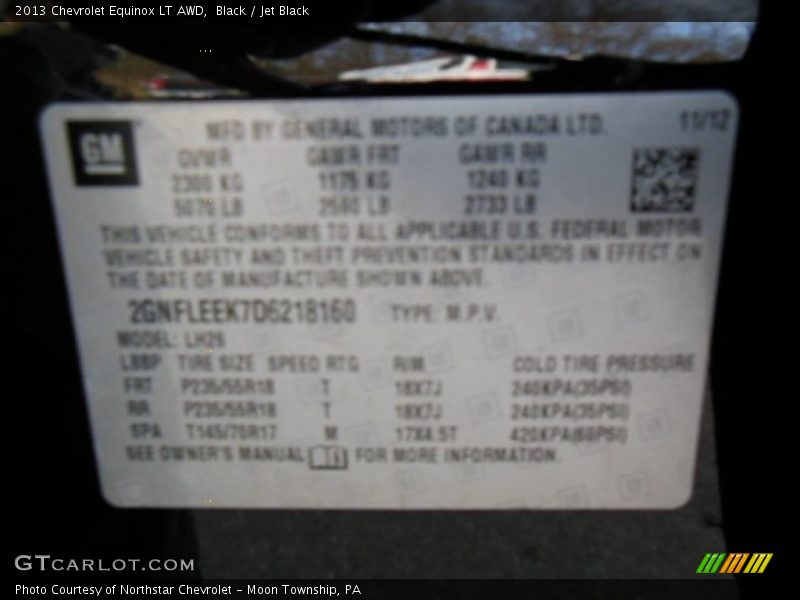 2013 Chevrolet Equinox LT AWD,  Black / Jet Black
MFD BY GENERAL MOTORS OF CANADA LTD. 11/12
GM
GVWR GAWR FRT GAWR RR
2300 KG 1175 KG 1240 KG
5070 LB 2590 LB 2733 LB
THIS VEHICLE CONFORMS TO ALL APPLICABLE U.S. FEDERAL MOTOR
VEHICLE SAFETY AND THEFT PREVENTION STANDARDS IN EFFECT ON
THE DATE OF MANUFACTURE SHOWN ABOVE.
2GNFLEEK7D6218160 TYPE: M.P.V.
MODEL: LH26
TIRE SIZE SPEED RTG RIM COLD TIRE PRESSURE
FRT P235/55R18 T 18X7J 240KPA(35PSI)
RR P235/55R18 T 18X7J 240KPA(35PSI)
SPA T145/70R17 M 17X4.5T 420KPA(60PSI)
SEE OWNER'S MANUAL FOR MORE INFORMATION.
GTCARLOT.COM
Photo Courtesy of Northstar Chevrolet - Moon Township, PA